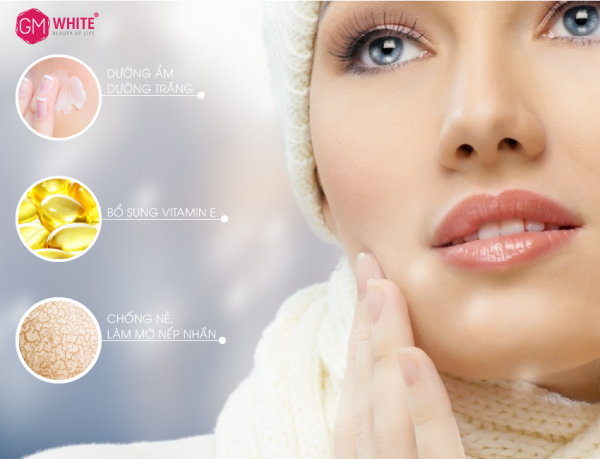 GM WHITE®
BEAUTY OF LIFE
DƯỠNG ẨM
DƯỠNG TRẮNG
BỔ SUNG VITAMIN E
CHỐNG NẺ,
LÀM MỜ NẾP NHĂN